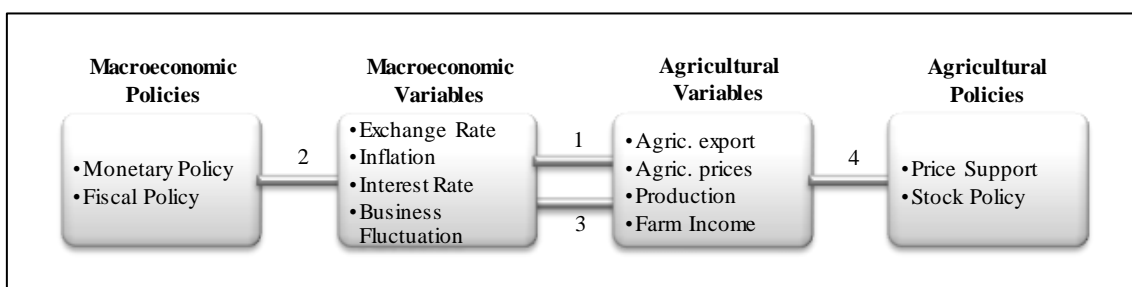 Macroeconomic
Policies
•Monetary Policy
•Fiscal Policy
2
Macroeconomic
Variables
•Exchange Rate
•Inflation
•Interest Rate
•Business
Fluctuation
1
3
Agricultural
Variables
•Agric. export
•Agric. prices
•Production
•Farm Income
4
Agricultural
Policies
•Price Support
•Stock Policy